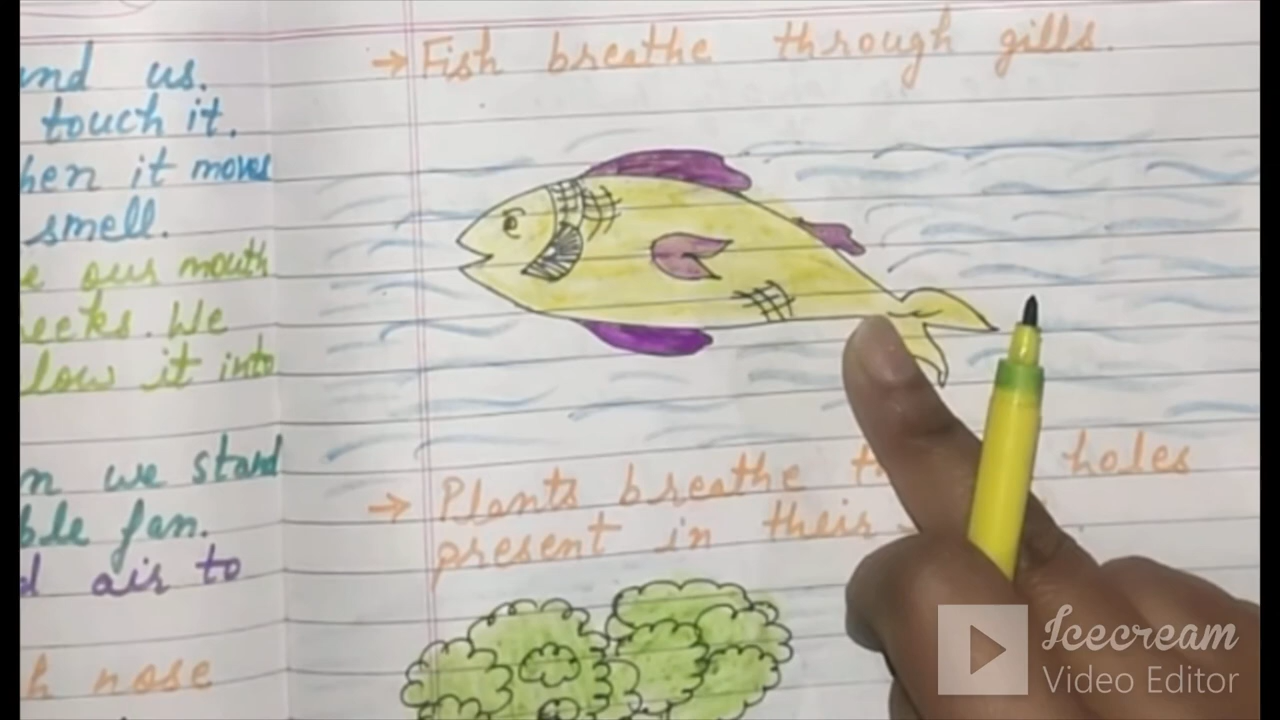 und us.
touch it.
hen it moves
smell.
e our mouth
heeks. We
low it into
n we stand
ble fan.
d air to
h nose
→ Fish breathe through gills.
→ Plants breathe holes
present in their
Icecream
Video Editor